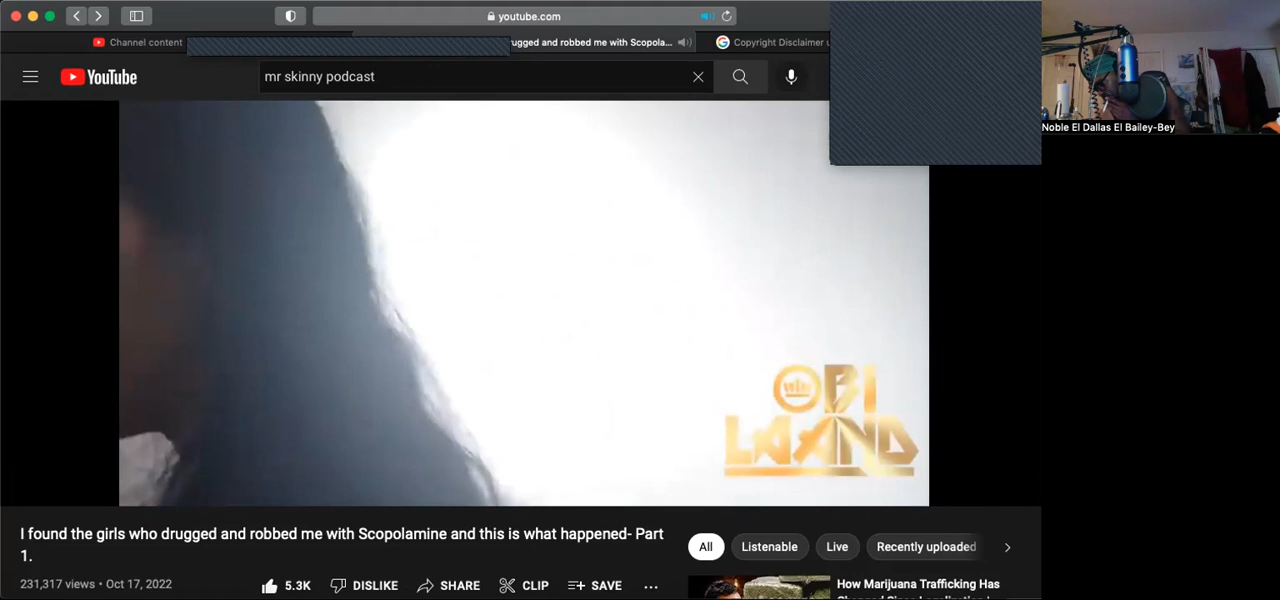 youtube.com
Channel content
rugged and robbed me with Scopola...
Copyright Disclaimer
YouTube
mr skinny podcast
Noble El Dallas El Bailey-Bey
OBI
LAAND
I found the girls who drugged and robbed me with Scopolamine and this is what happened- Part
1.
All
Listenable
Live
Recently uploaded
231,317 views • Oct 17, 2022
5.3K
DISLIKE
SHARE
CLIP
SAVE
...
How Marijuana Trafficking Has